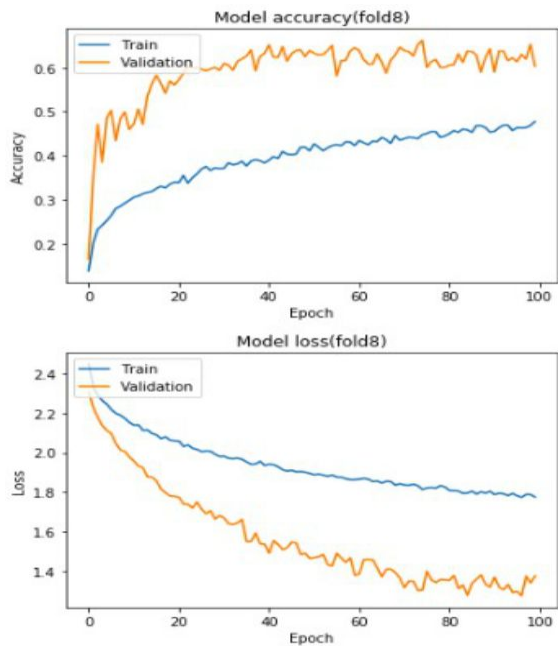 Model accuracy(fold8)
Train
Validation
0.6
0.5
0.4
0.3
0.2
Accuracy
0 20 40 60 80 100
Epoch
Model loss(fold8)
Train
Validation
2.4
2.2
2.0
1.8
1.6
1.4
Loss
0 20 40 60 80 100
Epoch